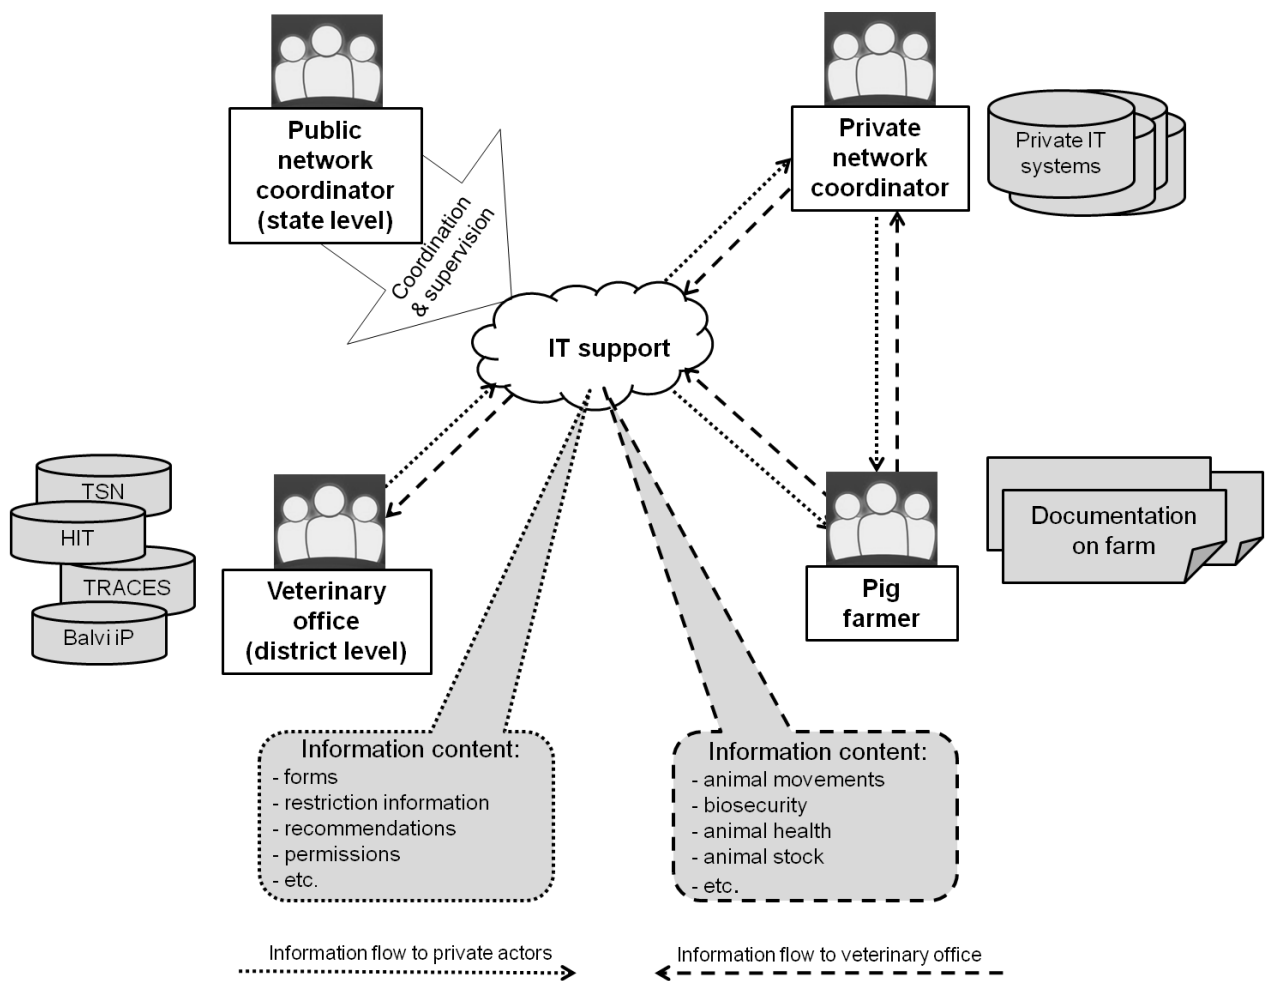 Public
network
coordinator
(state level)
Private
network
coordinator
Private IT
systems
Coordination
& supervision
IT support
TSN
HIT
TRACES
Balvi iP
Veterinary
office
(district level)
Pig
farmer
Documentation
on farm
Information content:
- forms
- restriction information
- recommendations
- permissions
- etc.
Information content:
- animal movements
- biosecurity
- animal health
- animal stock
- etc.
Information flow to private actors
Information flow to veterinary office